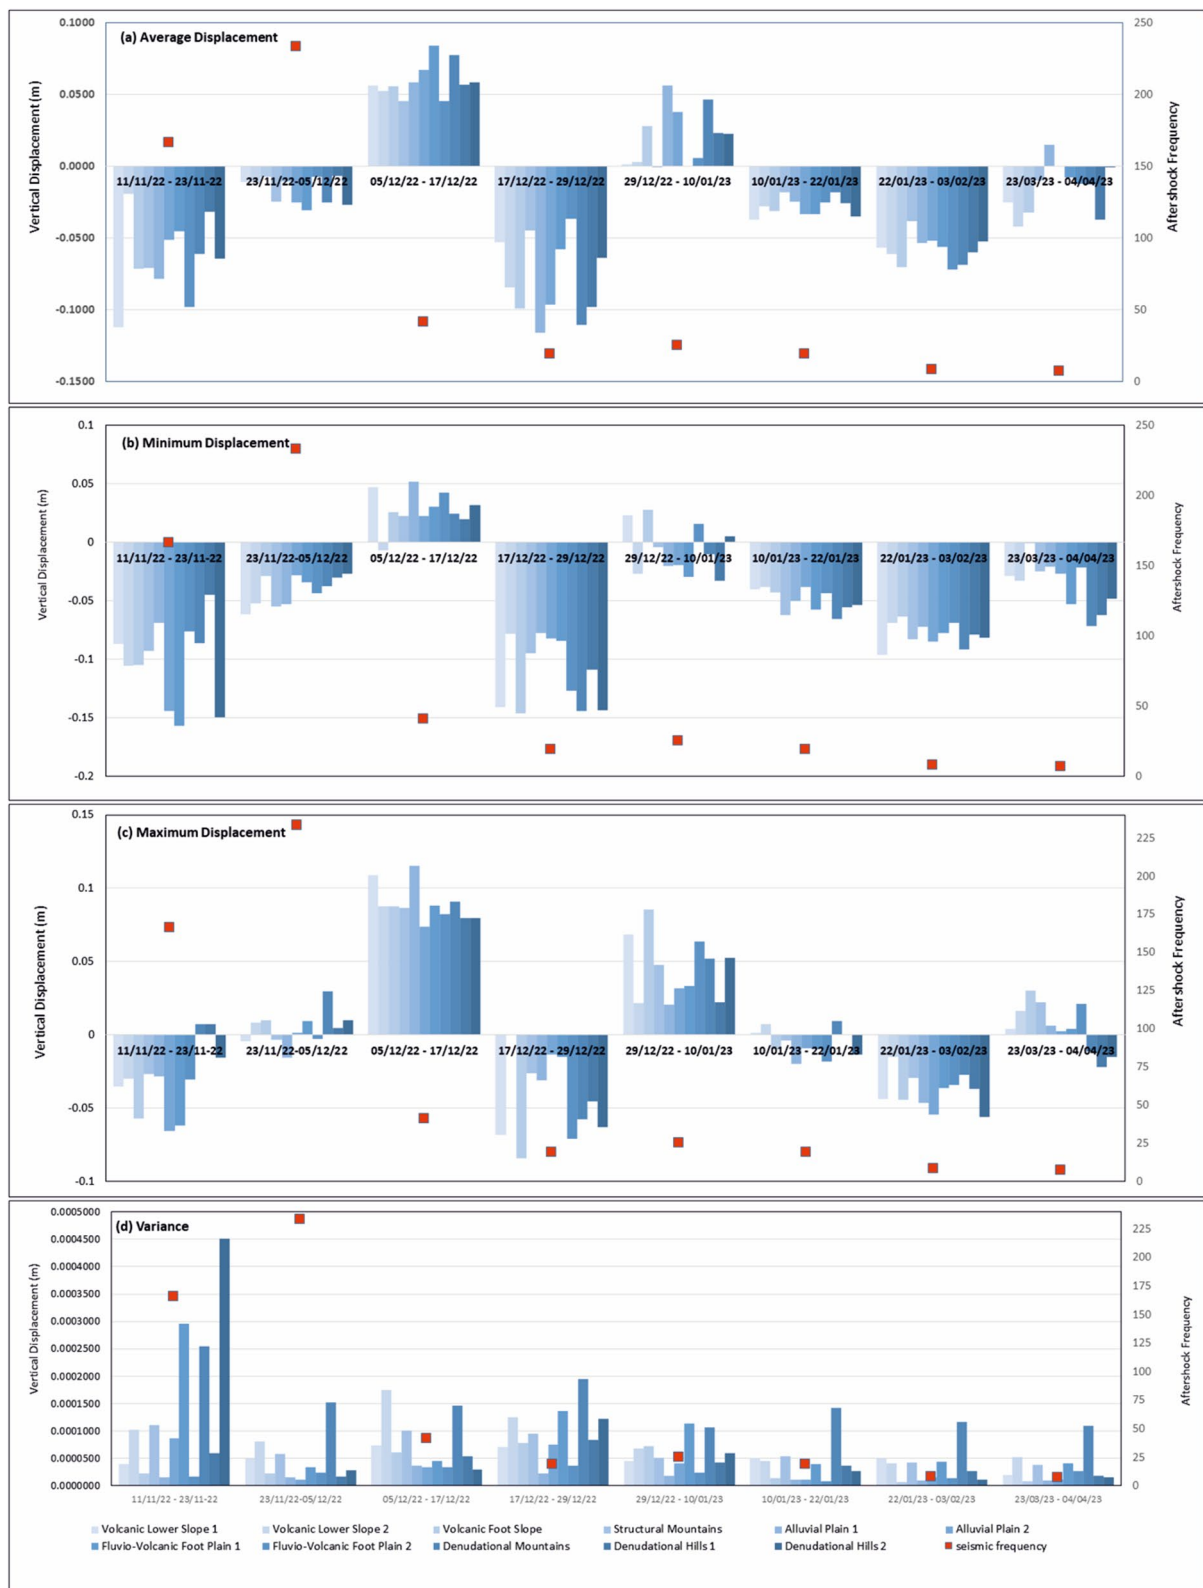 (a) Average Displacement
Vertical Displacement (m)
0.1000
0.0500
0.0000
-0.0500
-0.1000
-0.1500
11/11/22 - 23/11-22
23/11/22-05/12/22
05/12/22 - 17/12/22
17/12/22 - 29/12/22
29/12/22 - 10/01/23
10/01/23 - 22/01/23
22/01/23 - 03/02/23
23/03/23 - 04/04/23
250
200
150
100
50
0
Aftershock Frequency
(b) Minimum Displacement
Vertical Displacement (m)
0.1
0.05
0
-0.05
-0.1
-0.15
-0.2
11/11/22 - 23/11-22
23/11/22-05/12/22
05/12/22 - 17/12/22
17/12/22 - 29/12/22
29/12/22 - 10/01/23
10/01/23 - 22/01/23
22/01/23 - 03/02/23
23/03/23 - 04/04/23
250
200
150
100
50
0
Aftershock Frequency
(c) Maximum Displacement
Vertical Displacement (m)
0.15
0.1
0.05
0
-0.05
-0.1
11/11/22 - 23/11-22
23/11/22-05/12/22
05/12/22 - 17/12/22
17/12/22 - 29/12/22
29/12/22 - 10/01/23
10/01/23 - 22/01/23
22/01/23 - 03/02/23
23/03/23 - 04/04/23
225
200
175
150
125
100
75
50
25
0
Aftershock Frequency
(d) Variance
Vertical Displacement (m)
0.0005000
0.0004500
0.0004000
0.0003500
0.0003000
0.0002500
0.0002000
0.0001500
0.0001000
0.0000500
0.0000000
11/11/22 - 23/11-22
23/11/22-05/12/22
05/12/22 - 17/12/22
17/12/22 - 29/12/22
29/12/22 - 10/01/23
10/01/23 - 22/01/23
22/01/23 - 03/02/23
23/03/23 - 04/04/23
225
200
175
150
125
100
75
50
25
0
Aftershock Frequency
Volcanic Lower Slope 1
Volcanic Lower Slope 2
Volcanic Foot Slope
Structural Mountains
Alluvial Plain 1
Alluvial Plain 2
Fluvio-Volcanic Foot Plain 1
Fluvio-Volcanic Foot Plain 2
Denudational Mountains
Denudational Hills 1
Denudational Hills 2
seismic frequency